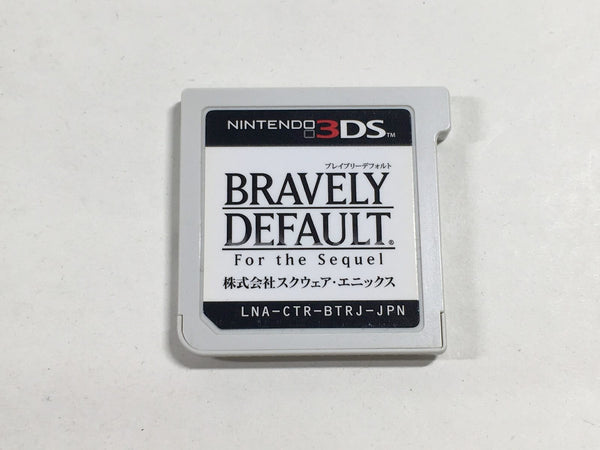 NINTENDO 3DS™
ブレイブリーデフォルト
BRAVELY
DEFAULT®
For the Sequel
株式会社スクウェア・エニックス
LNA-CTR-BTRJ-JPN